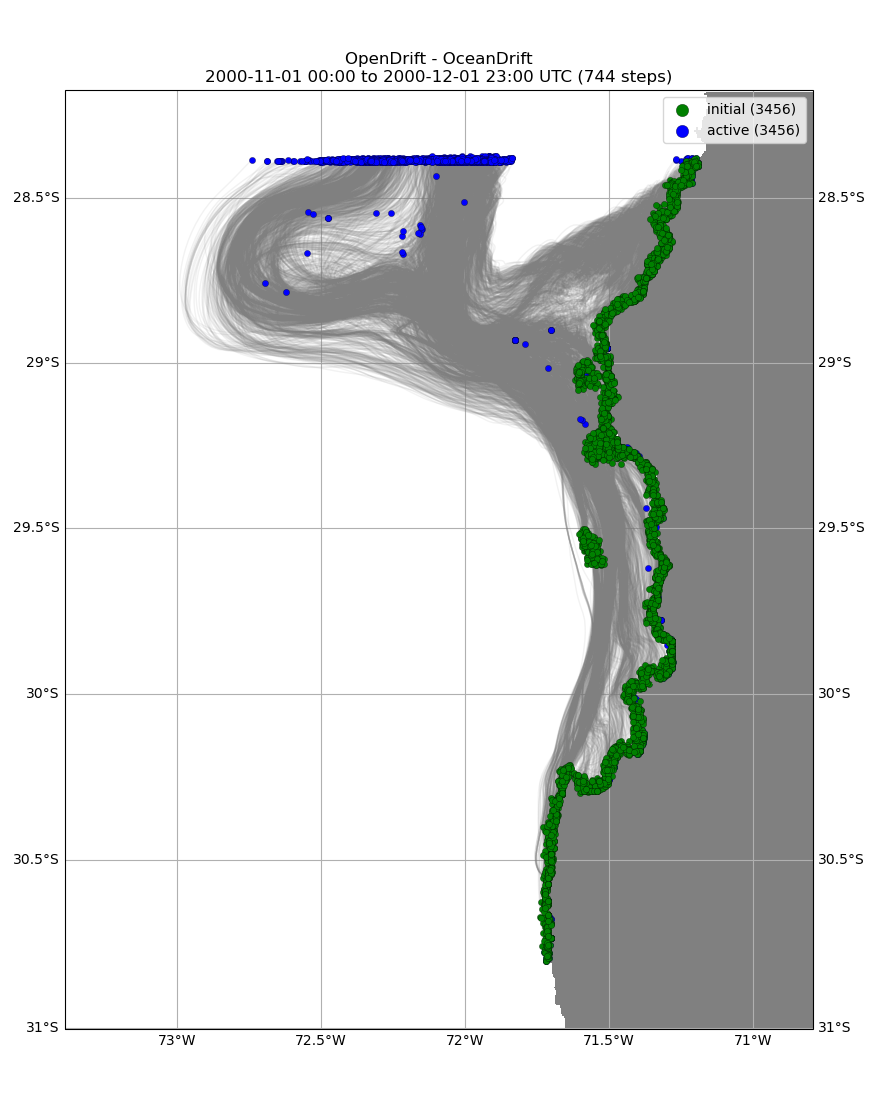 OpenDrift - OceanDrift
2000-11-01 00:00 to 2000-12-01 23:00 UTC (744 steps)
initial (3456)
active (3456)
28.5°S
28.5°S
29°S
29°S
29.5°S
29.5°S
30°S
30°S
30.5°S
30.5°S
31°S
31°S
73°W
72.5°W
72°W
71.5°W
71°W